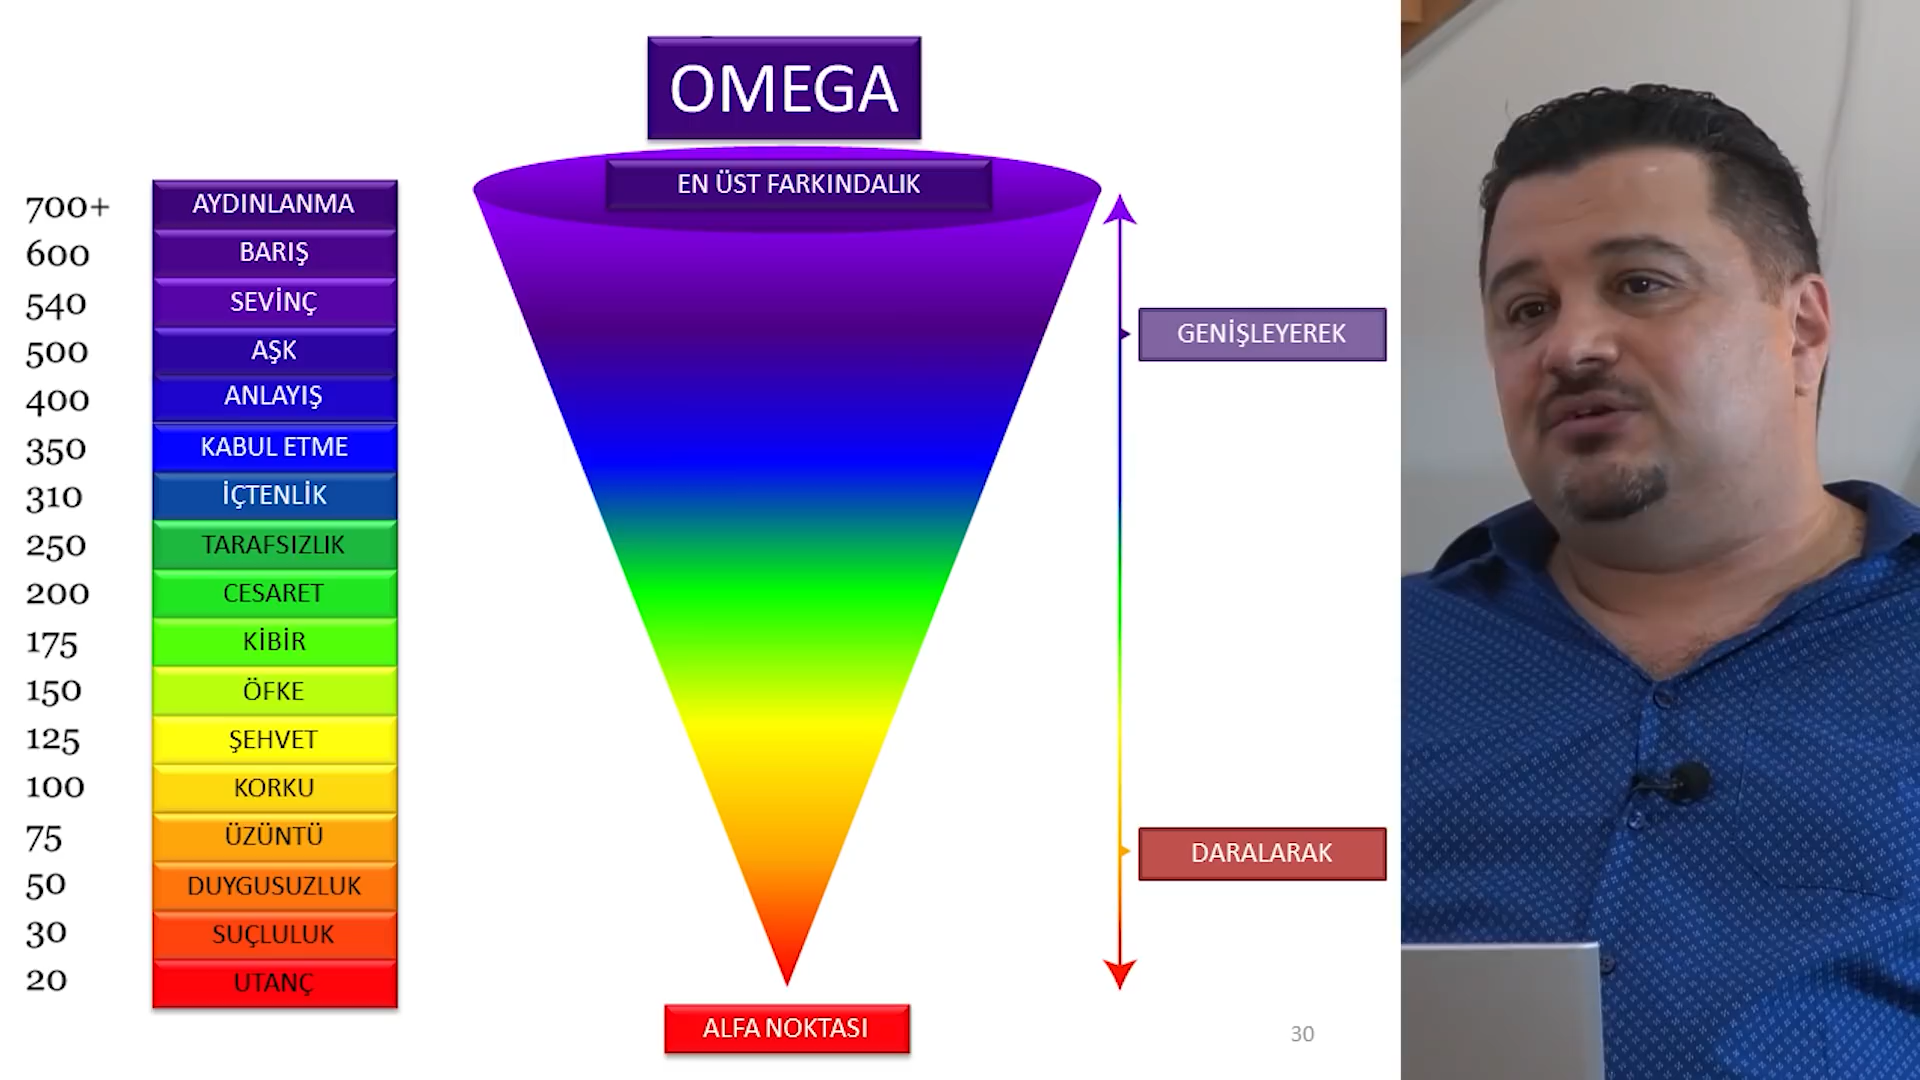 OMEGA
EN ÜST FARKINDALIK
700+ AYDINLANMA
600 BARIŞ
540 SEVİNÇ
500 AŞK
400 ANLAYIŞ
350 KABUL ETME
310 İÇTENLİK
250 TARAFSIZLIK
200 CESARET
175 KİBİR
150 ÖFKE
125 ŞEHVET
100 KORKU
75 ÜZÜNTÜ
50 DUYGUSUZLUK
30 SUÇLULUK
20 UTANÇ
GENİŞLEYEREK
DARALARAK
ALFA NOKTASI
30